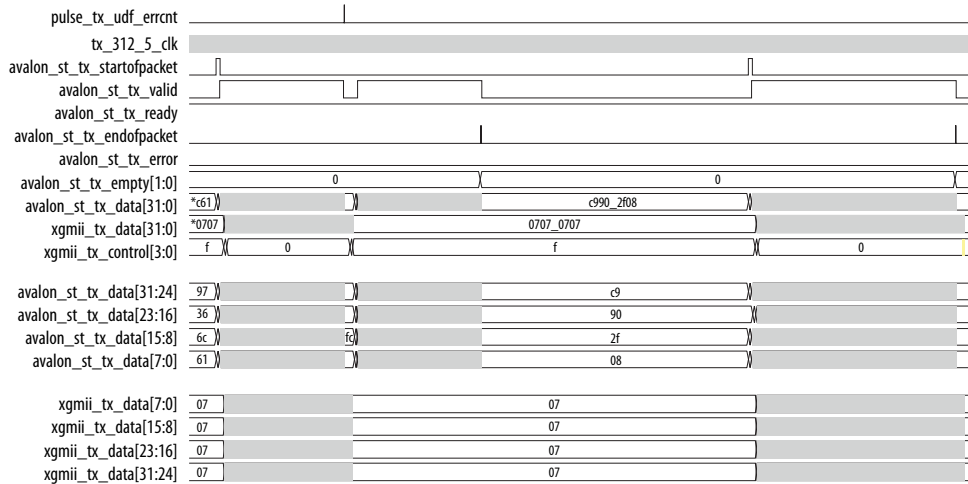 pulse_tx_udf_errcnt
tx_312_5_clk
avalon_st_tx_startofpacket
avalon_st_tx_valid
avalon_st_tx_ready
avalon_st_tx_endofpacket
avalon_st_tx_error
avalon_st_tx_empty[1:0] 0 0
avalon_st_tx_data[31:0] *c61 c990_2f08
xgmii_tx_data[31:0] *0707 0707_0707
xgmii_tx_control[3:0] f 0 f 0
avalon_st_tx_data[31:24] 97 c9
avalon_st_tx_data[23:16] 36 90
avalon_st_tx_data[15:8] 6c fc 2f
avalon_st_tx_data[7:0] 61 08
xgmii_tx_data[7:0] 07 07
xgmii_tx_data[15:8] 07 07
xgmii_tx_data[23:16] 07 07
xgmii_tx_data[31:24] 07 07